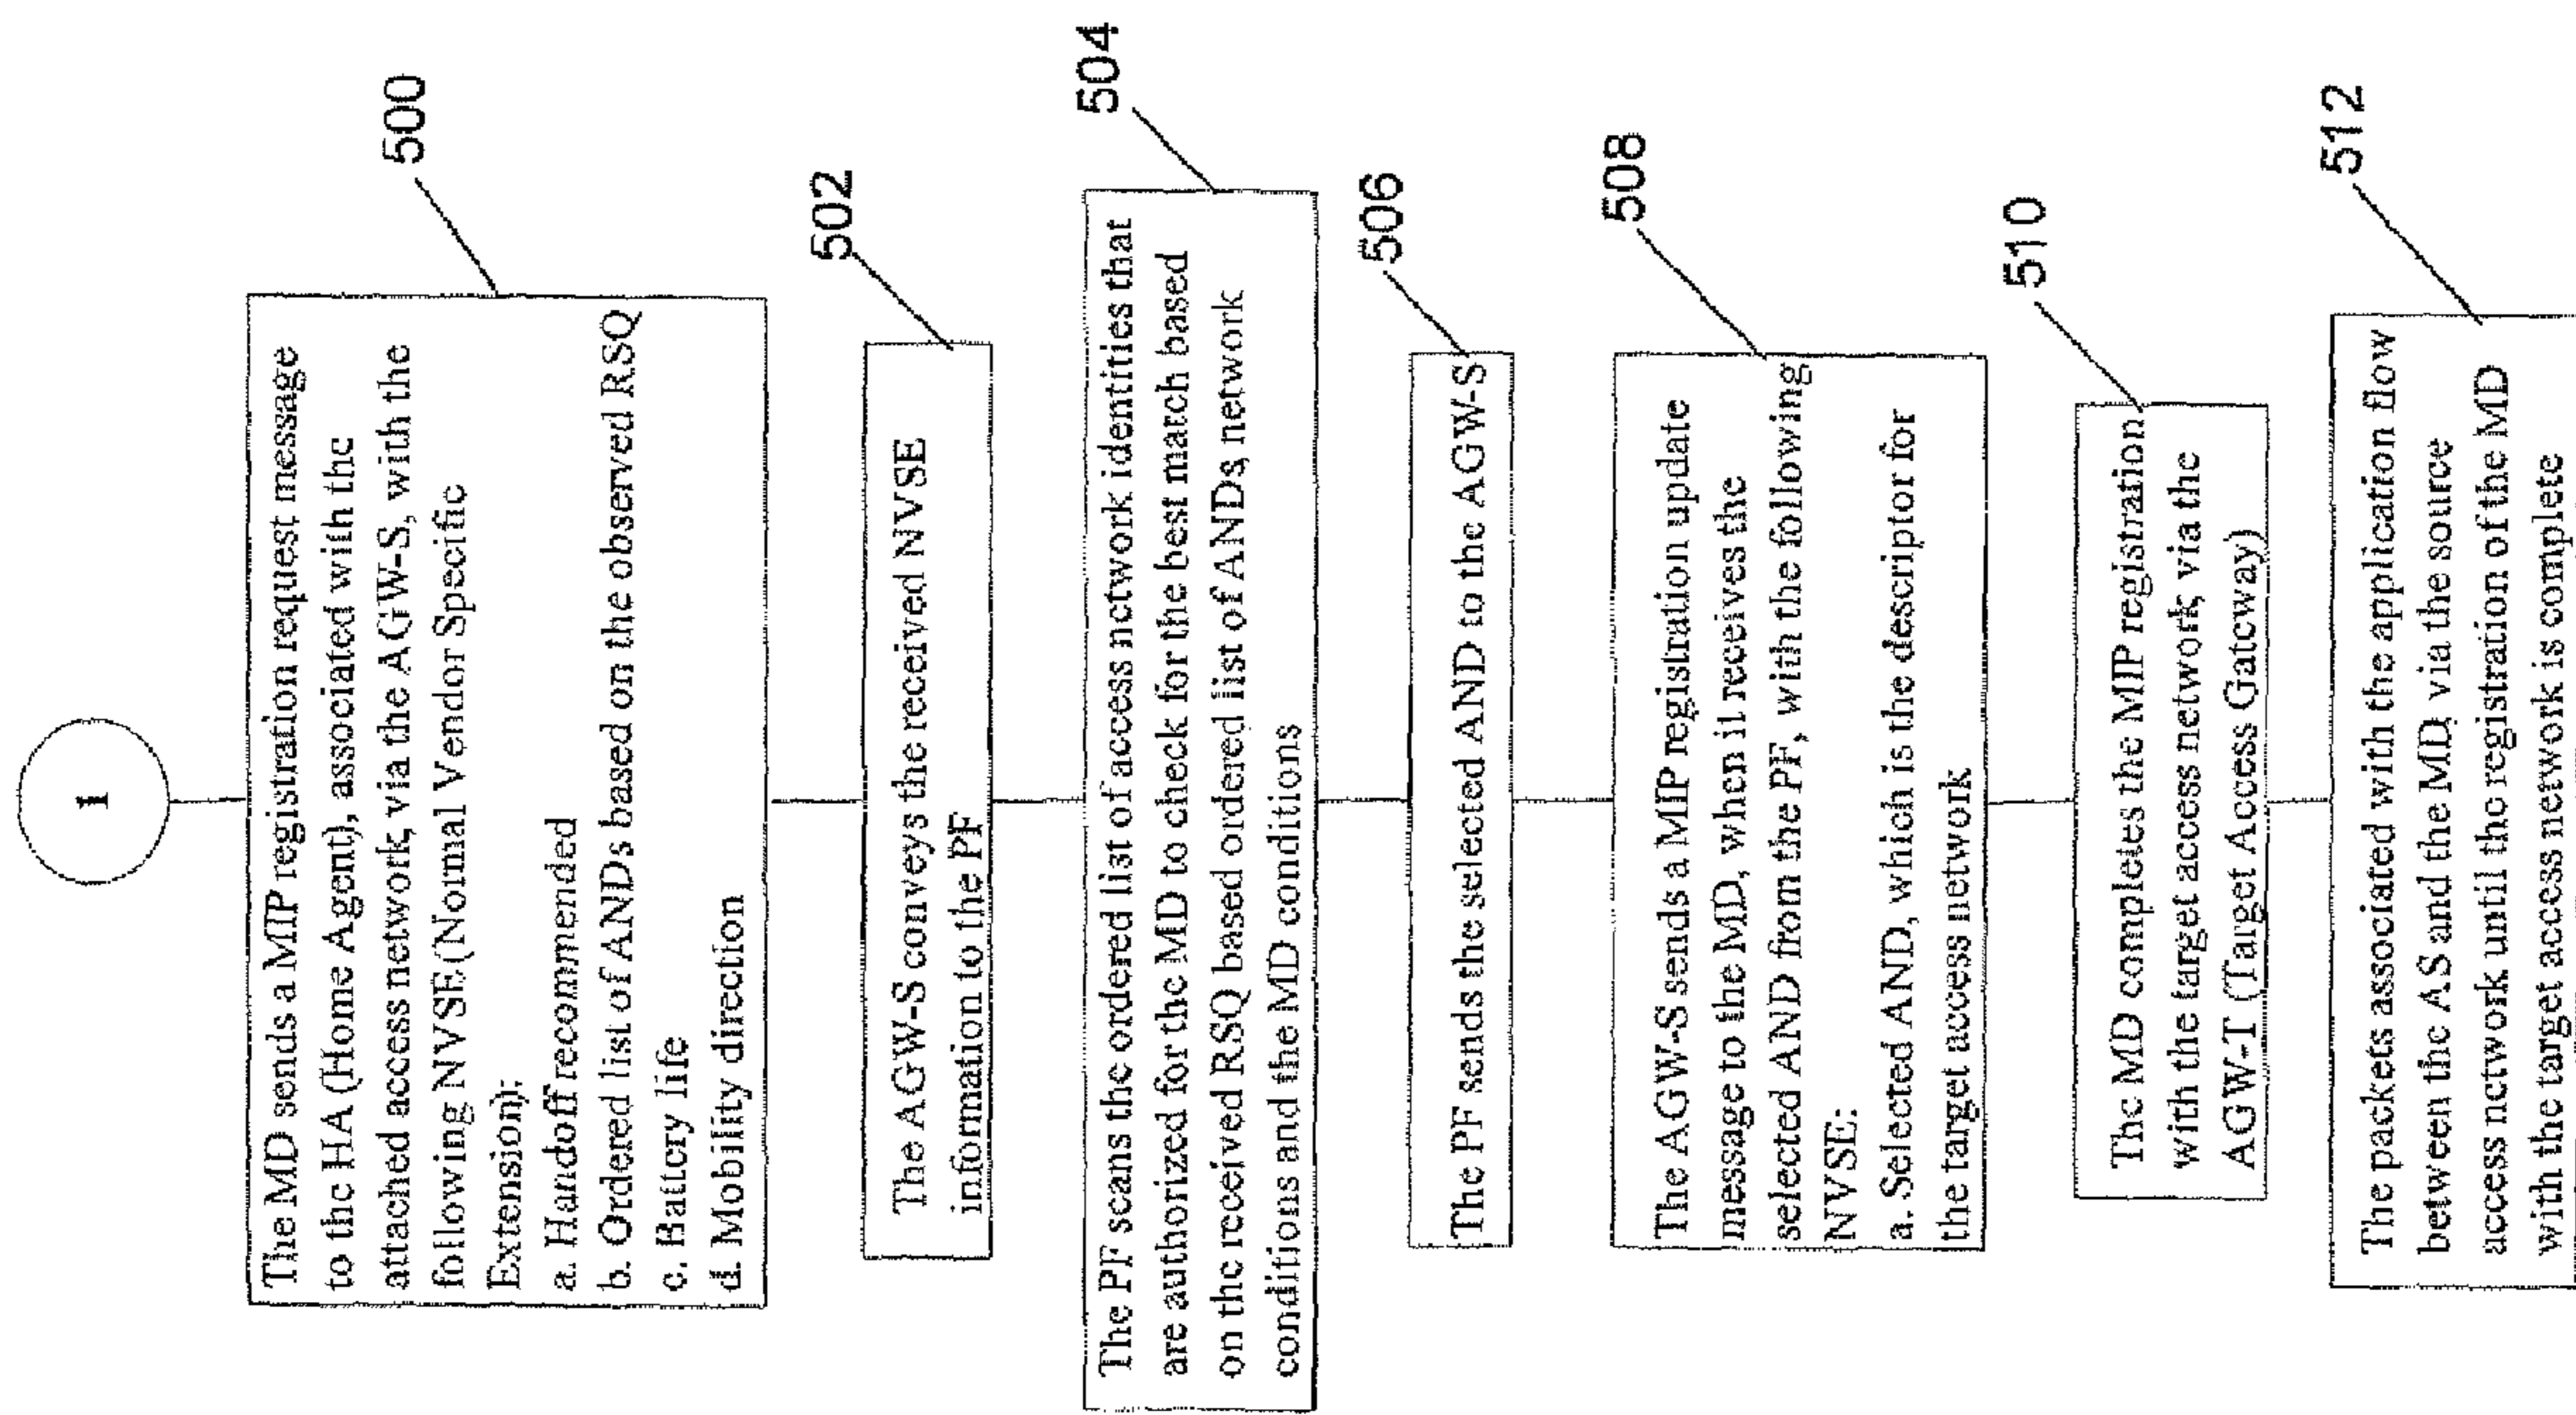 1
500
The MD sends a MIP registration request message
to the HA (Home Agent), associated with the
attached access network, via the AGW-S, with the
following NVSE (Normal Vendor Specific
Extension):
a. Handoff recommended
b. Ordered list of ANDs based on the observed RSQ
c. Battery life
d. Mobility direction
502
The AGW-S conveys the received NVSE
information to the PF
504
The PF scans the ordered list of access network identities that
are authorized for the MD to check for the best match based
on the received RSQ based ordered list of ANDs, network
conditions and the MD conditions
506
The PF sends the selected AND to the AGW-S
508
The AGW-S sends a MIP registration update
message to the MD, when it receives the
selected AND from the PF, with the following
NVSE:
a. Selected AND, which is the descriptor for
the target access network
510
The MD completes the MIP registration
with the target access network, via the
AGW-T (Target Access Gateway)
512
The packets associated with the application flow
between the AS and the MD, via the source
access network until the registration of the MD
with the target access network is complete